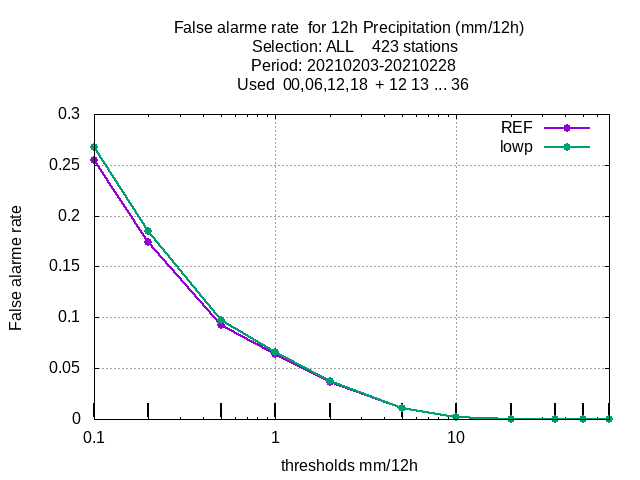 False alarme rate  for 12h Precipitation (mm/12h)
Selection: ALL    423 stations
Period: 20210203-20210228
Used  00,06,12,18  + 12 13 ... 36
REF
lowp
0.3
0.25
0.2
0.15
0.1
0.05
0
False alarme rate
0.1 1 10
thresholds mm/12h